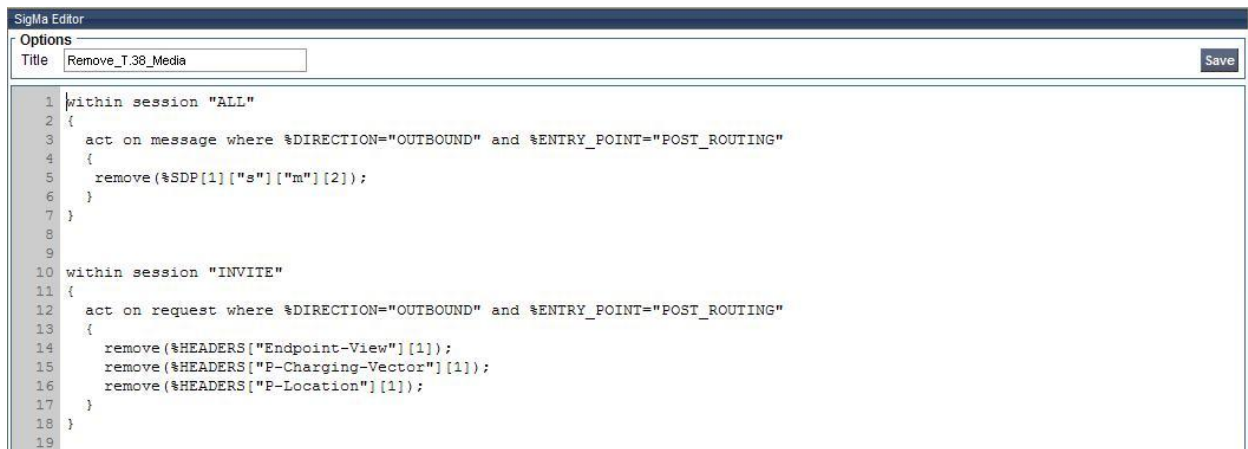 SigMa Editor
Options
Title Remove_T.38_Media Save
1 within session "ALL"
2 {
3 act on message where %DIRECTION="OUTBOUND" and %ENTRY_POINT="POST_ROUTING"
4 {
5 remove(%SDP[1]["s"]["m"][2]);
6 }
7 }
8
9
10 within session "INVITE"
11 {
12 act on request where %DIRECTION="OUTBOUND" and %ENTRY_POINT="POST_ROUTING"
13 {
14 remove(%HEADERS["Endpoint-View"][1]);
15 remove(%HEADERS["P-Charging-Vector"][1]);
16 remove(%HEADERS["P-Location"][1]);
17 }
18 }
19